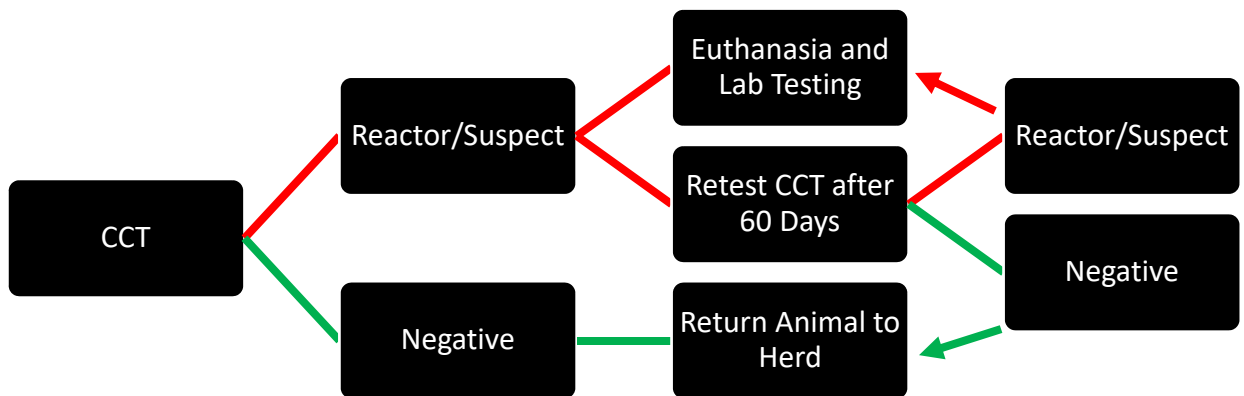 CCT
Reactor/Suspect
Negative
Euthanasia and
Lab Testing
Retest CCT after
60 Days
Return Animal to
Herd
Reactor/Suspect
Negative